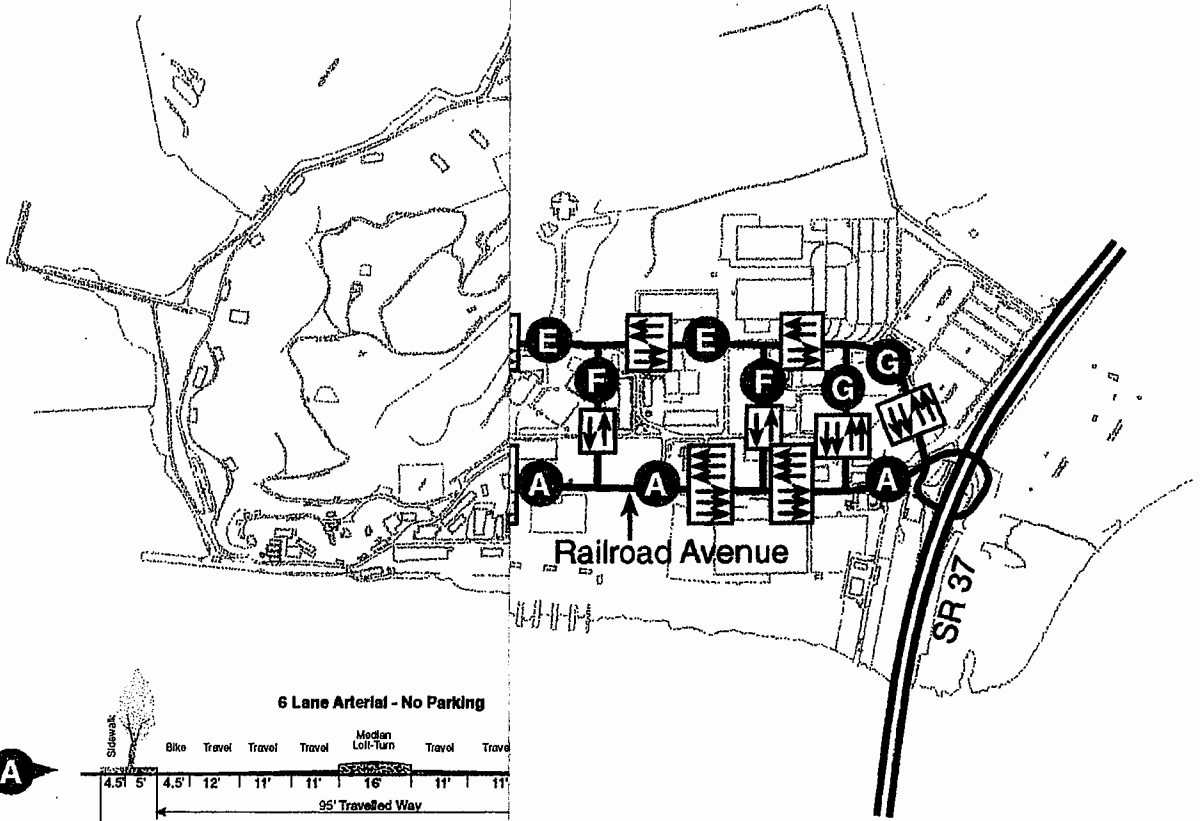 E
E
G
F
F
G
A
A
A
Railroad Avenue
SR 37
6 Lane Arterial - No Parking
Sidewalk
Bike
Travel
Travel
Travel
Median
Left-Turn
Travel
Trave
A
4.5' 5' 4.5' 12' 11' 11' 16' 11' 11'
95' Travelled Way